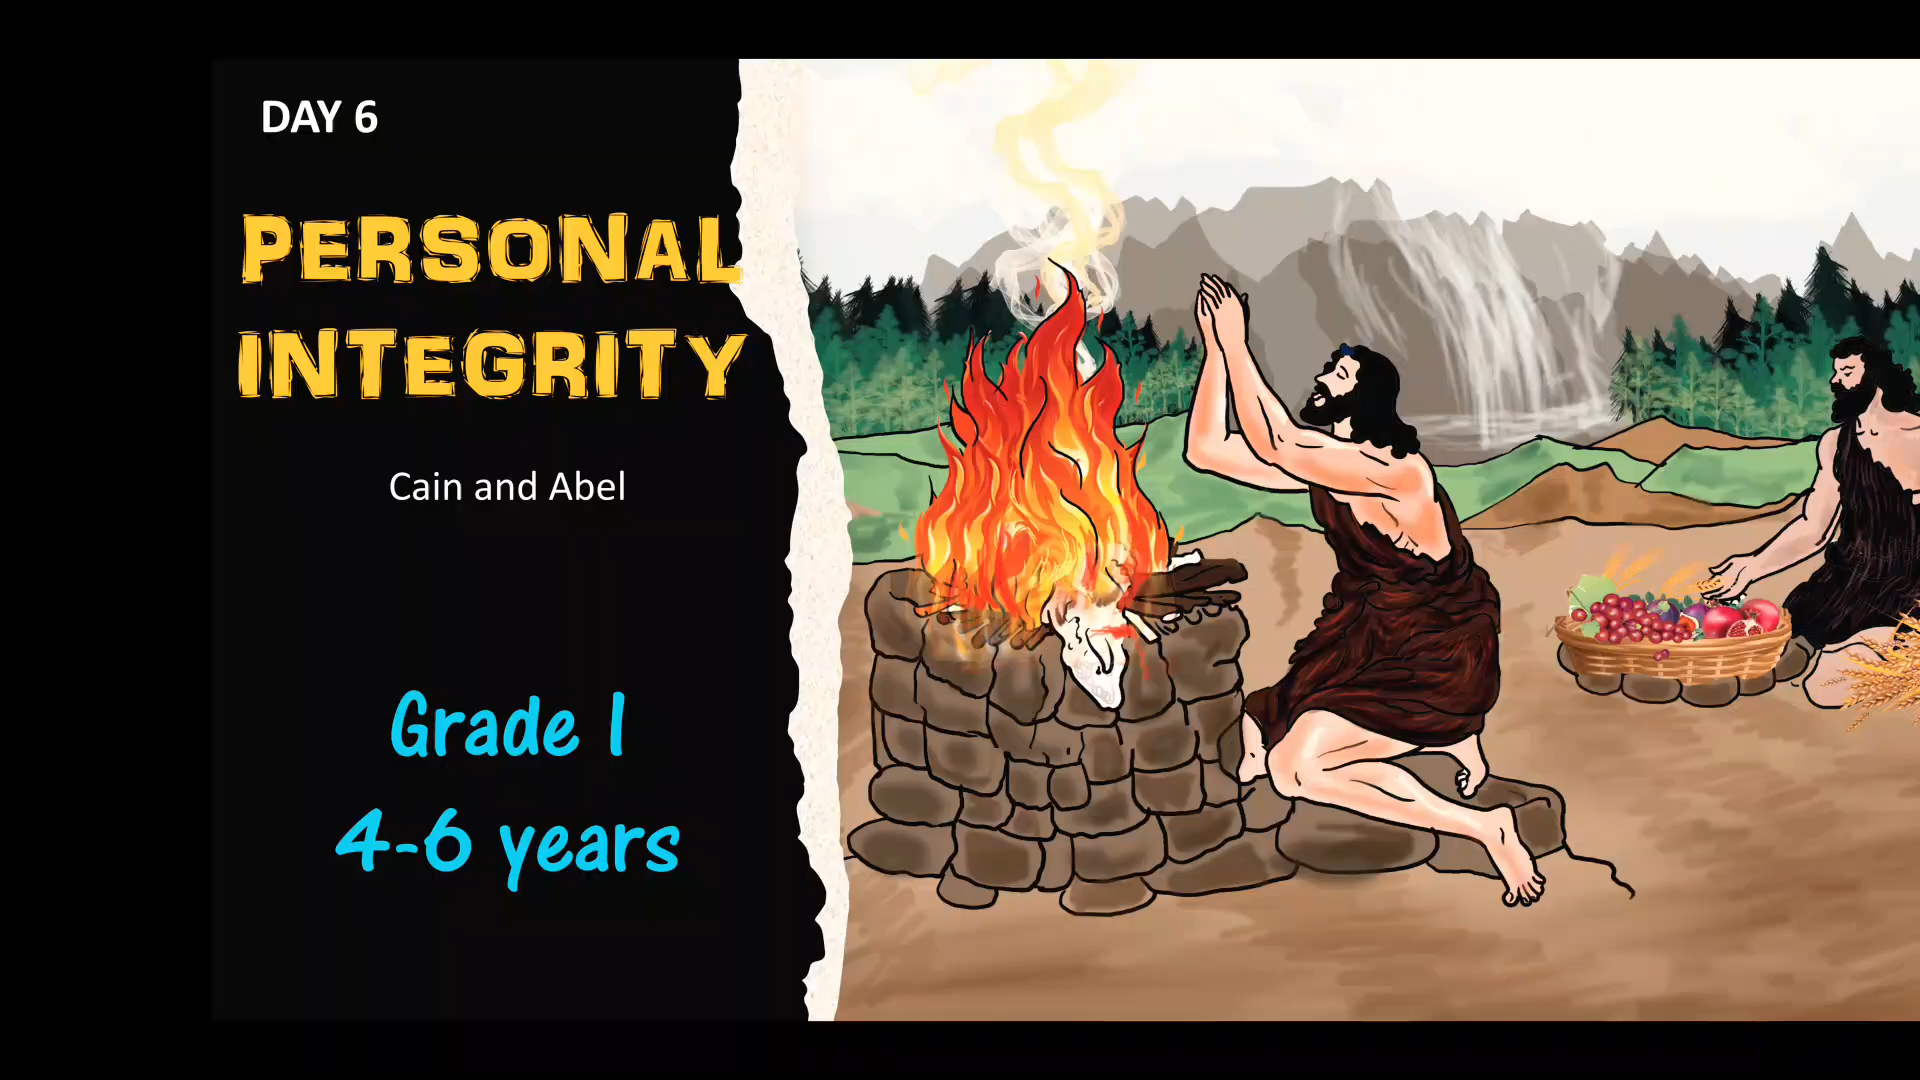 DAY 6
PERSONAL
INTEGRITY
Cain and Abel
Grade 1
4-6 years